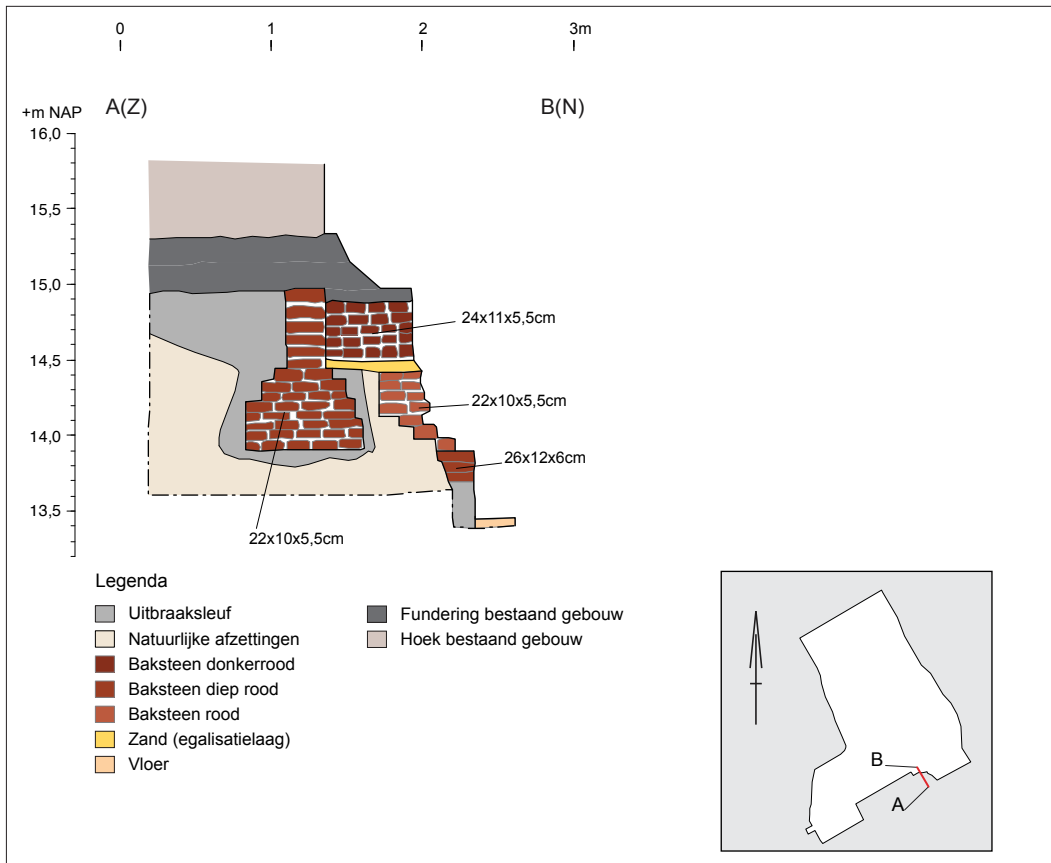 0 1 2 3m
A(Z) B(N)
+m NAP
16,0
15,5
15,0
14,5
14,0
13,5
24x11x5,5cm
22x10x5,5cm
26x12x6cm
22x10x5,5cm
Legenda
Uitbraaksleuf
Natuurlijke afzettingen
Baksteen donkerrood
Baksteen diep rood
Baksteen rood
Zand (egalisatielaag)
Vloer
Fundering bestaand gebouw
Hoek bestaand gebouw
B
A